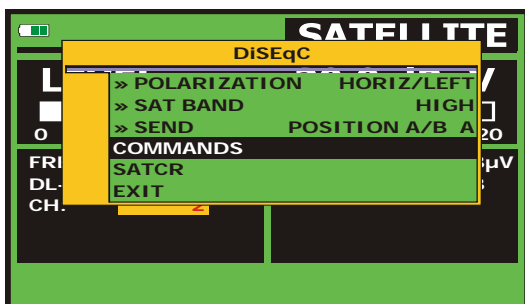 SATELLITE
DiSEqC
» POLARIZATION HORIZ/LEFT
» SAT BAND HIGH
» SEND POSITION A/B A
COMMANDS
SATCR
EXIT
0 20
FRE
DL-
CH. 2
µV